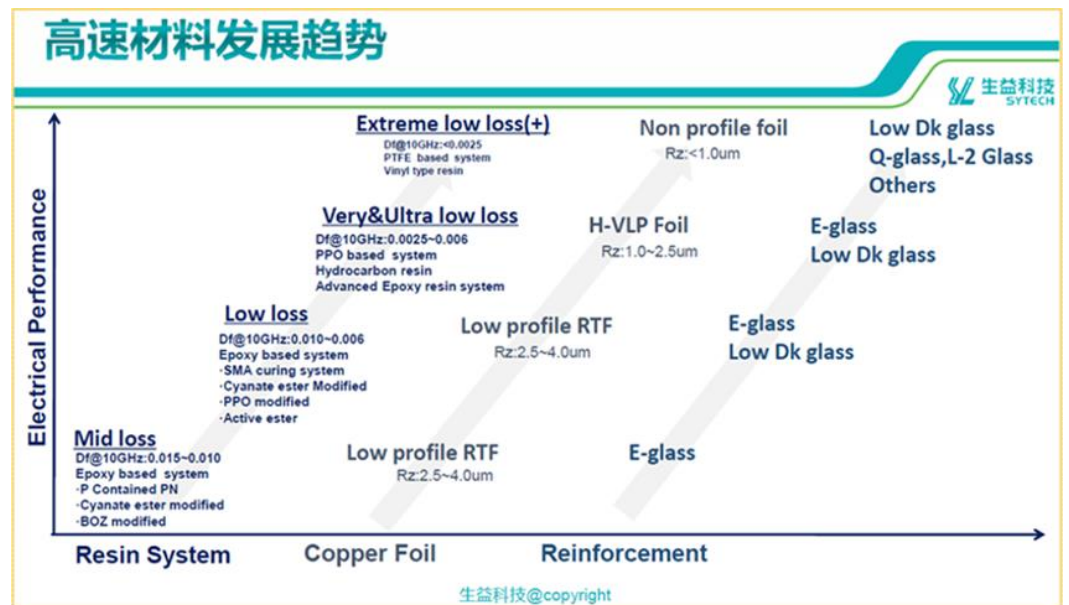 高速材料发展趋势
生益科技
SYTECH
Electrical Performance
Extreme low loss(+)
Df@10GHz:<0.0025
PTFE based system
Vinyl type resin
Non profile foil
Rz:<1.0um
Low Dk glass
Q-glass,L-2 Glass
Others
Very&Ultra low loss
Df@10GHz:0.0025~0.006
PPO based system
Hydrocarbon resin
Advanced Epoxy resin system
H-VLP Foil
Rz:1.0~2.5um
E-glass
Low Dk glass
Low loss
Df@10GHz:0.010~0.006
Epoxy based system
·SMA curing system
·Cyanate ester Modified
·PPO modified
·Active ester
Low profile RTF
Rz:2.5~4.0um
E-glass
Low Dk glass
Mid loss
Df@10GHz:0.015~0.010
Epoxy based system
·P Contained PN
·Cyanate ester modified
·BOZ modified
Low profile RTF
Rz:2.5~4.0um
E-glass
Resin System
Copper Foil
Reinforcement
生益科技@copyright